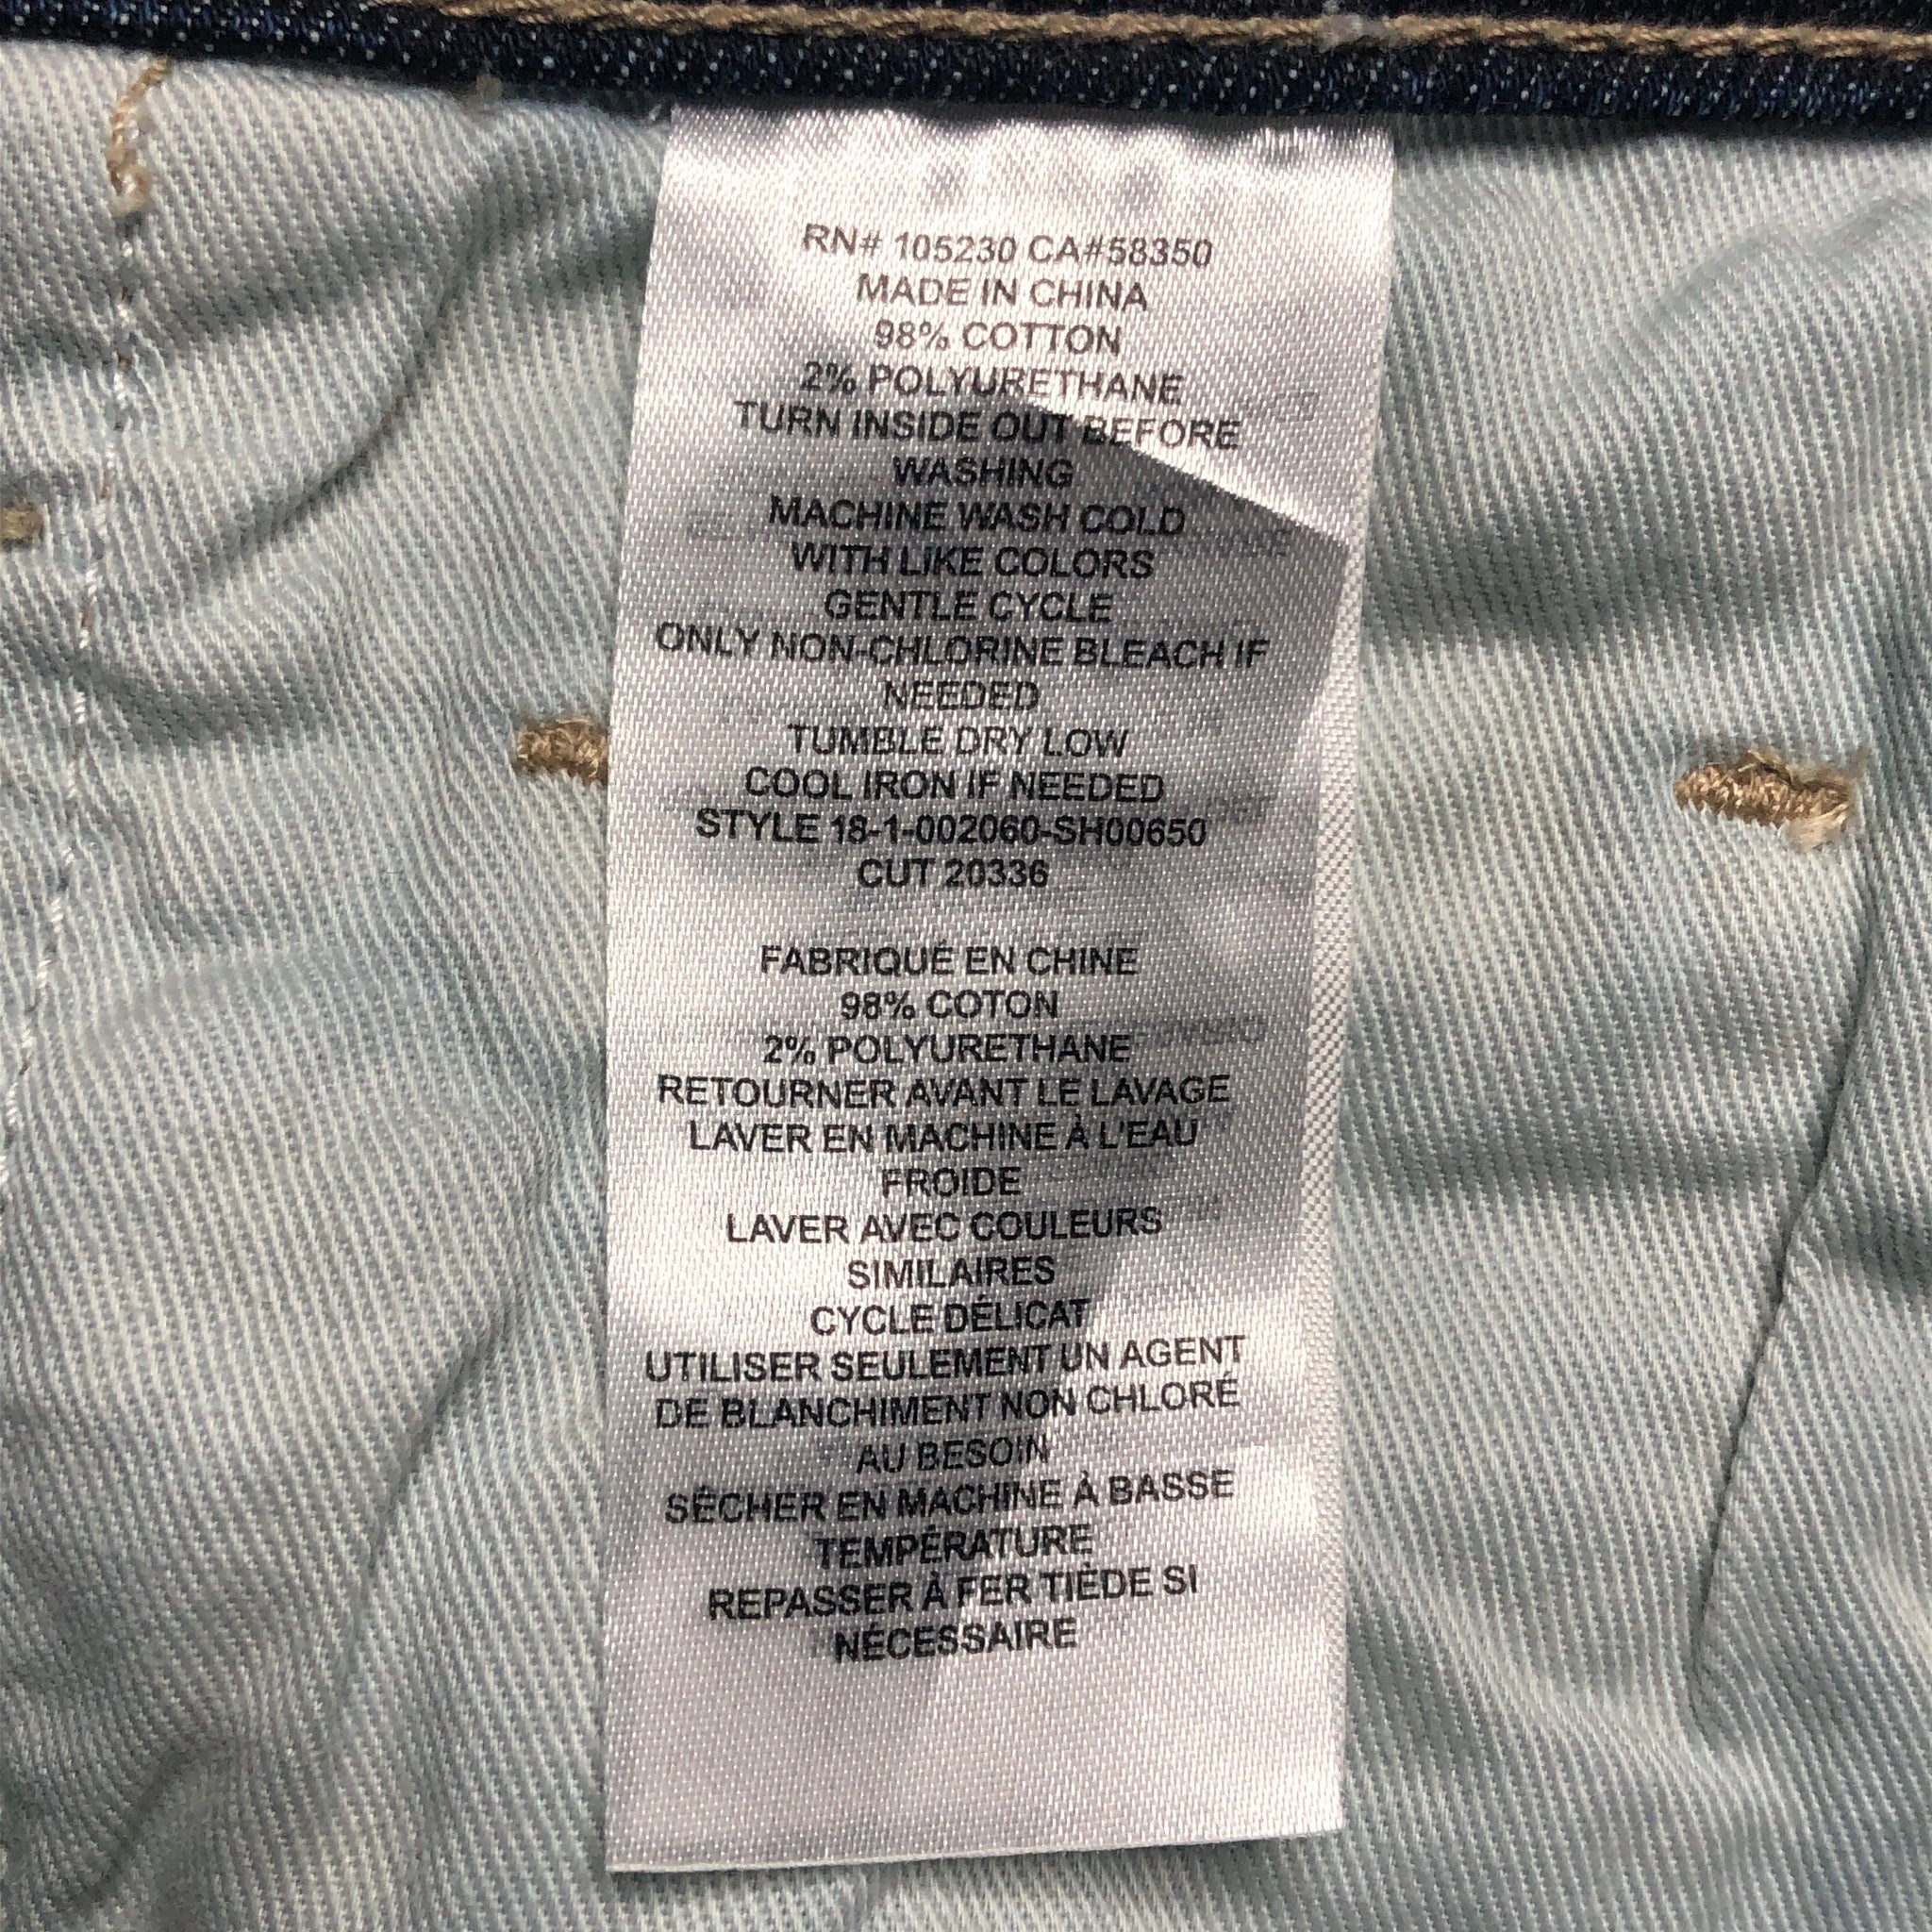 RN# 105230 CA#58350
MADE IN CHINA
98% COTTON
2% POLYURETHANE
TURN INSIDE OUT BEFORE
WASHING
MACHINE WASH COLD
WITH LIKE COLORS
GENTLE CYCLE
ONLY NON-CHLORINE BLEACH IF
NEEDED
TUMBLE DRY LOW
COOL IRON IF NEEDED
STYLE 18-1-002060-SH00650
CUT 20336
FABRIQUÉ EN CHINE
98% COTON
2% POLYURETHANE
RETOURNER AVANT LE LAVAGE
LAVER EN MACHINE À L'EAU
FROIDE
LAVER AVEC COULEURS
SIMILAIRES
CYCLE DÉLICAT
UTILISER SEULEMENT UN AGENT
DE BLANCHIMENT NON CHLORÉ
AU BESOIN
SÉCHER EN MACHINE À BASSE
TEMPÉRATURE
REPASSER À FER TIÈDE SI
NÉCESSAIRE